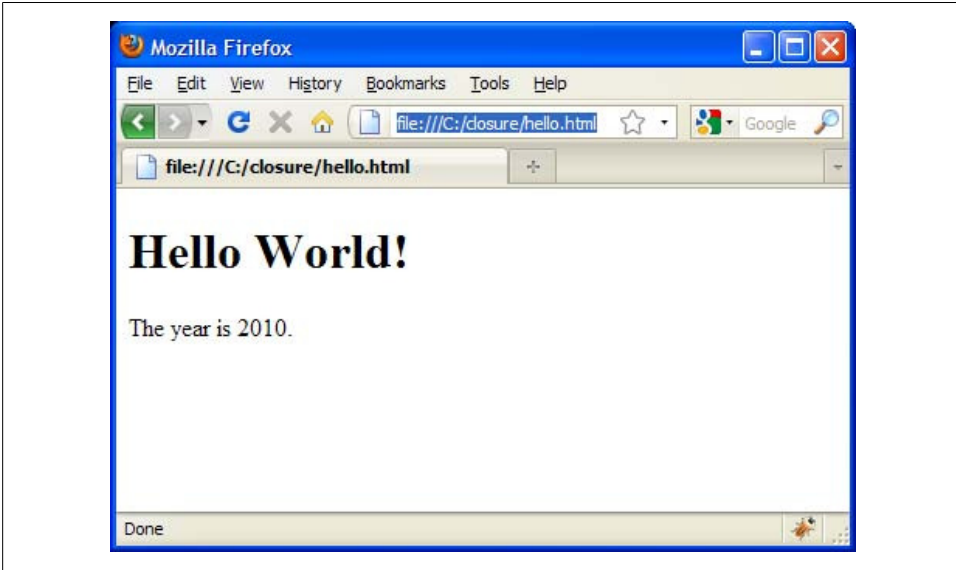 Mozilla Firefox
File Edit View History Bookmarks Tools Help
file:///C:/closure/hello.html Google
file:///C:/closure/hello.html
Hello World!
The year is 2010.
Done